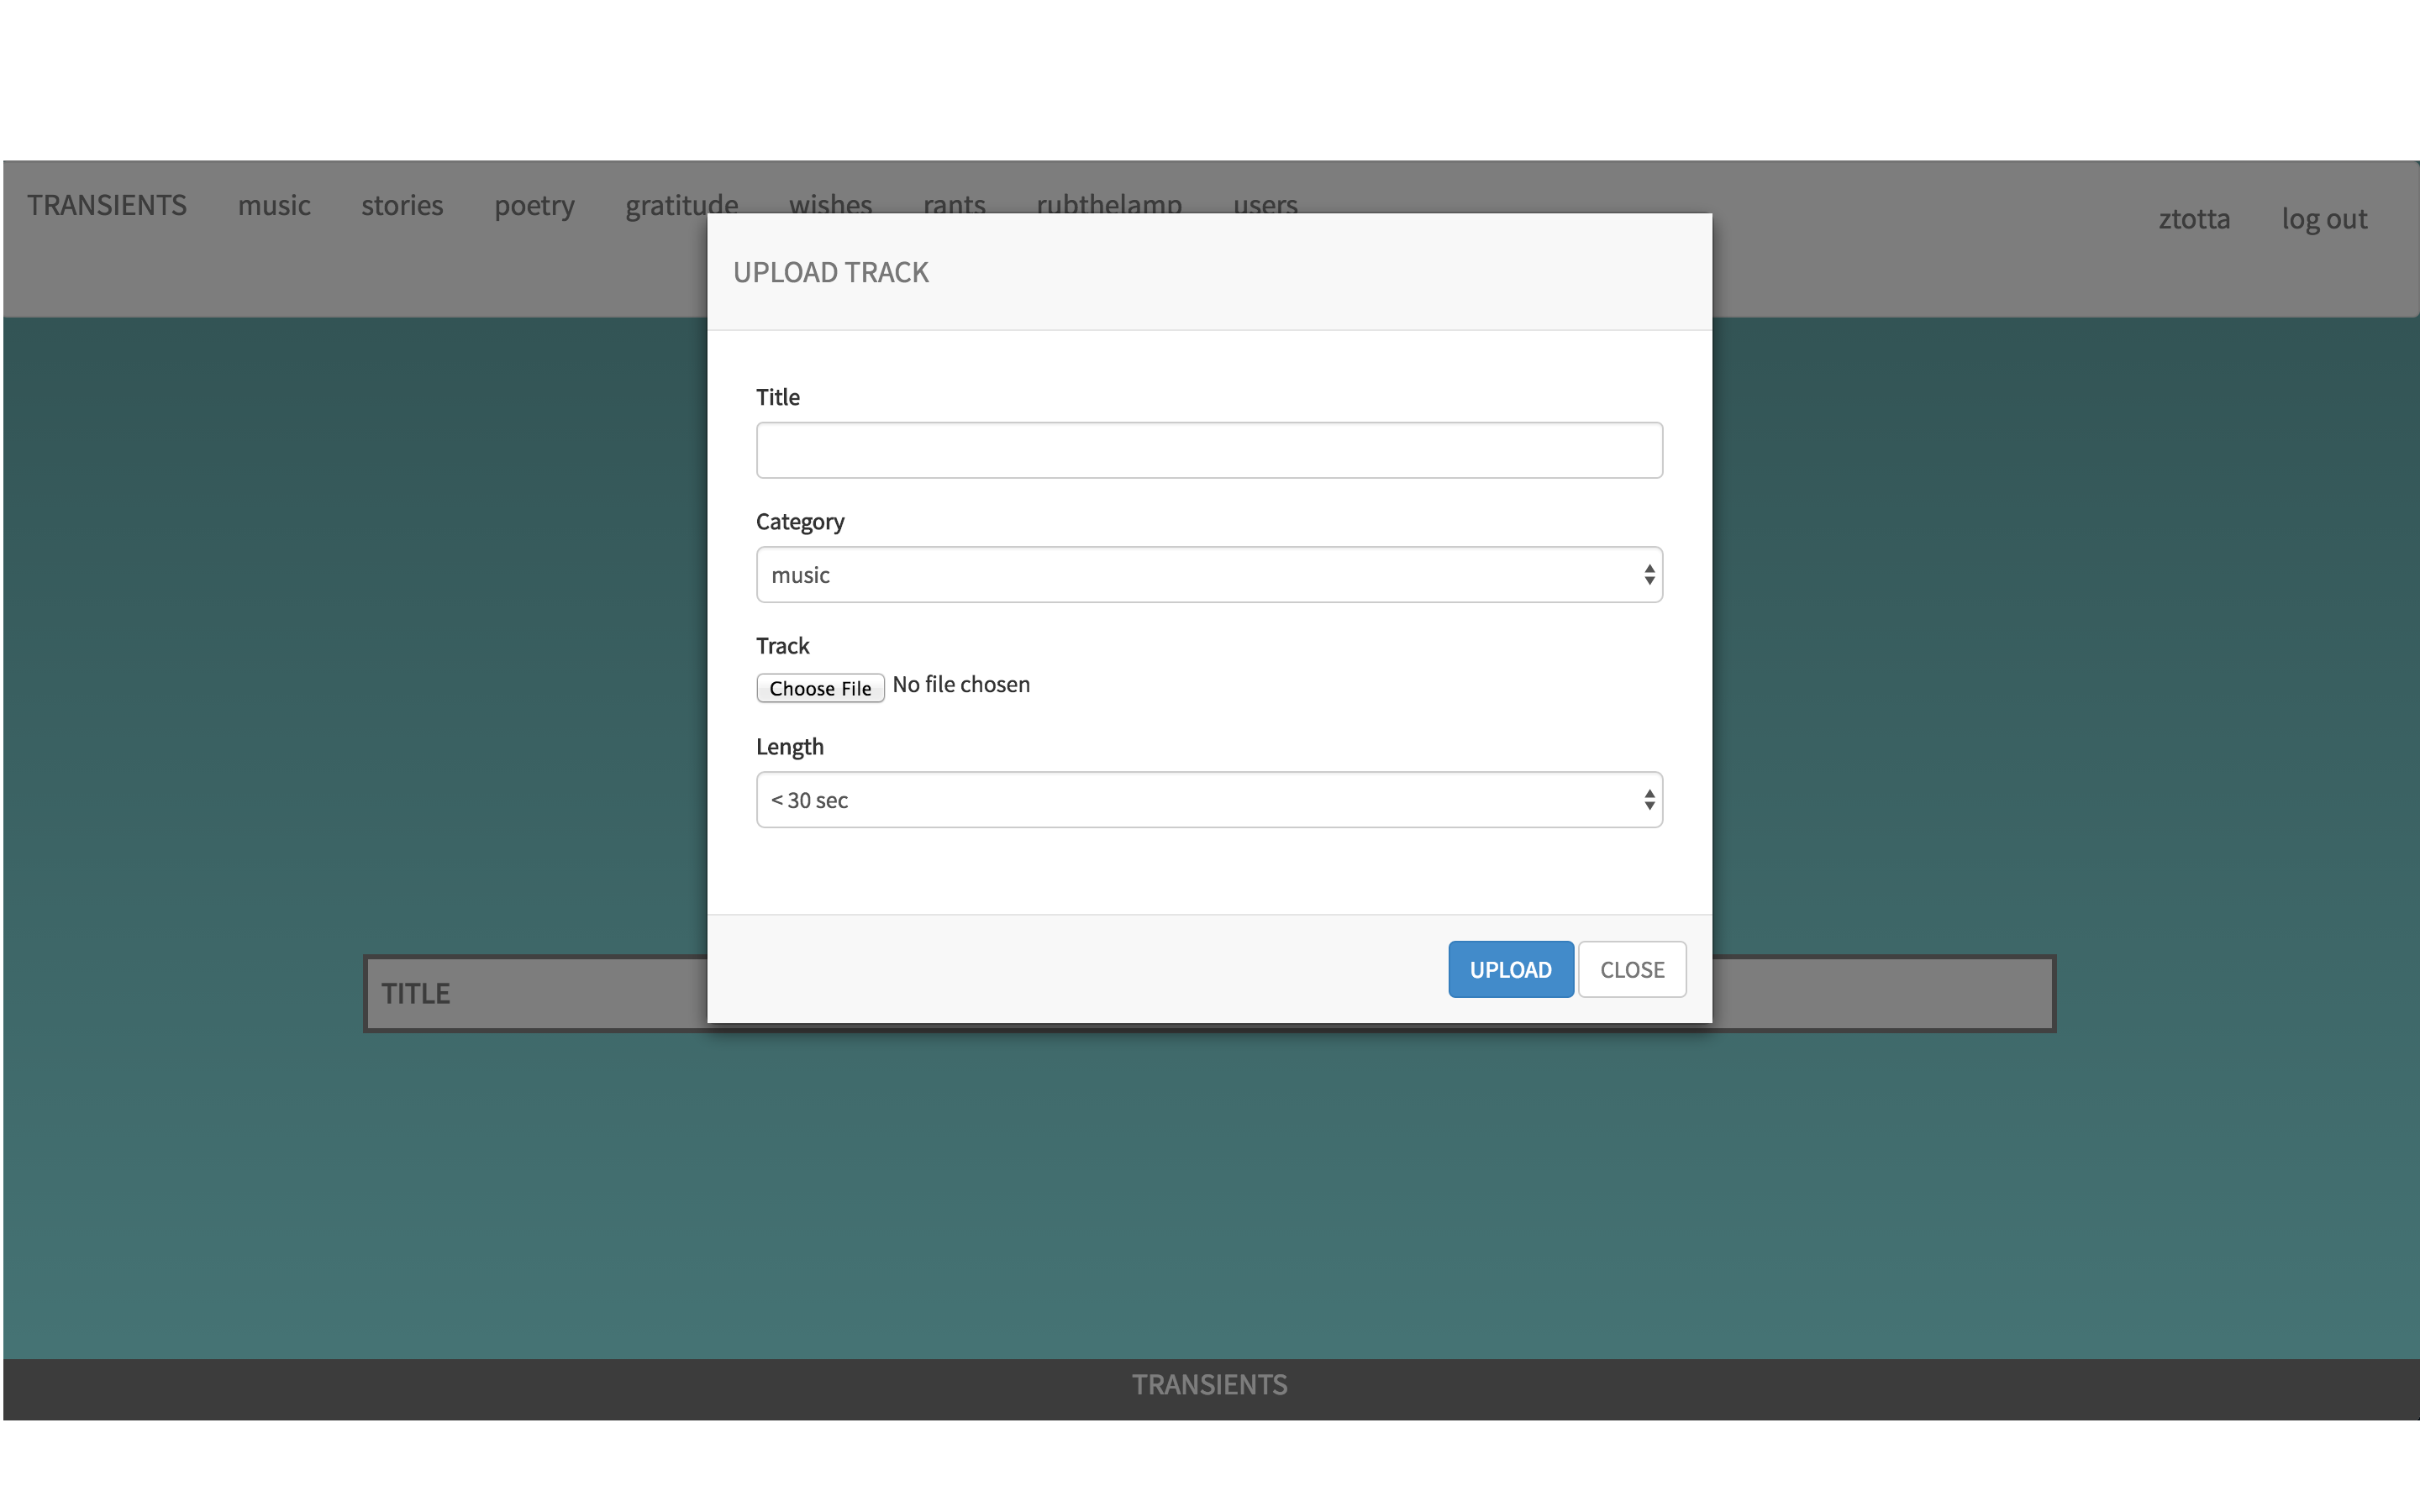 TRANSIENTS music stories poetry gratitude wishes rants rubthelamp users
ztotta log out
UPLOAD TRACK
Title
Category
music
Track
Choose File No file chosen
Length
< 30 sec
UPLOAD CLOSE
TITLE
TRANSIENTS